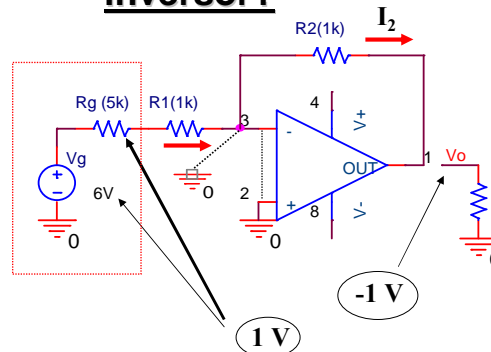 R2(1k) I₂
Rg (5k) R1(1k)
3 4 V+
-
Vg 6V 0 2 + OUT 1 Vo
8 V-
0 0
-1 V
1 V